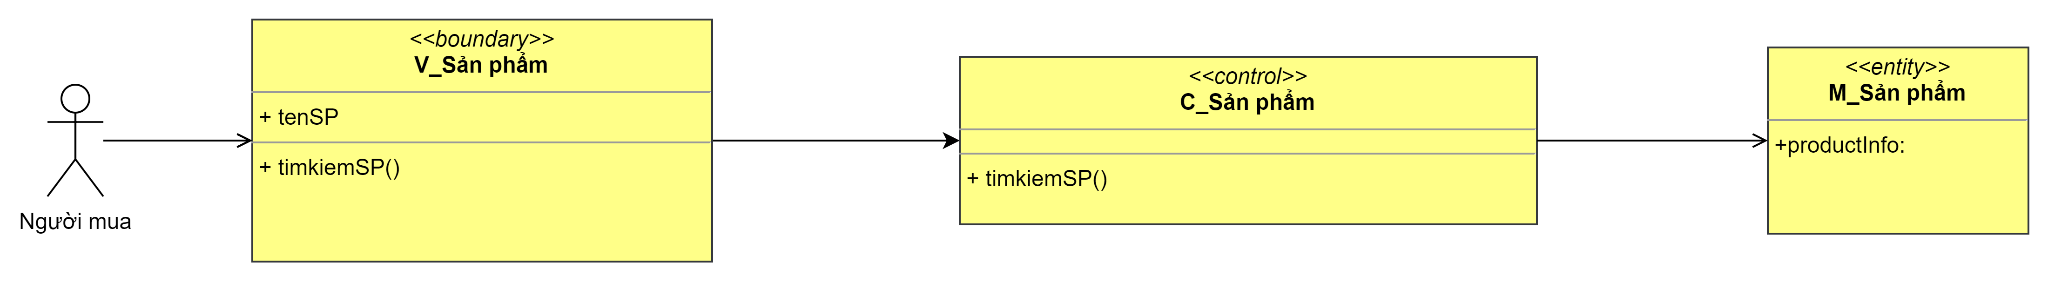 <<boundary>>
V_Sản phẩm
+ tenSP
+ timkiemSP()
Người mua
<<control>>
C_Sản phẩm
+ timkiemSP()
<<entity>>
M_Sản phẩm
+productInfo: